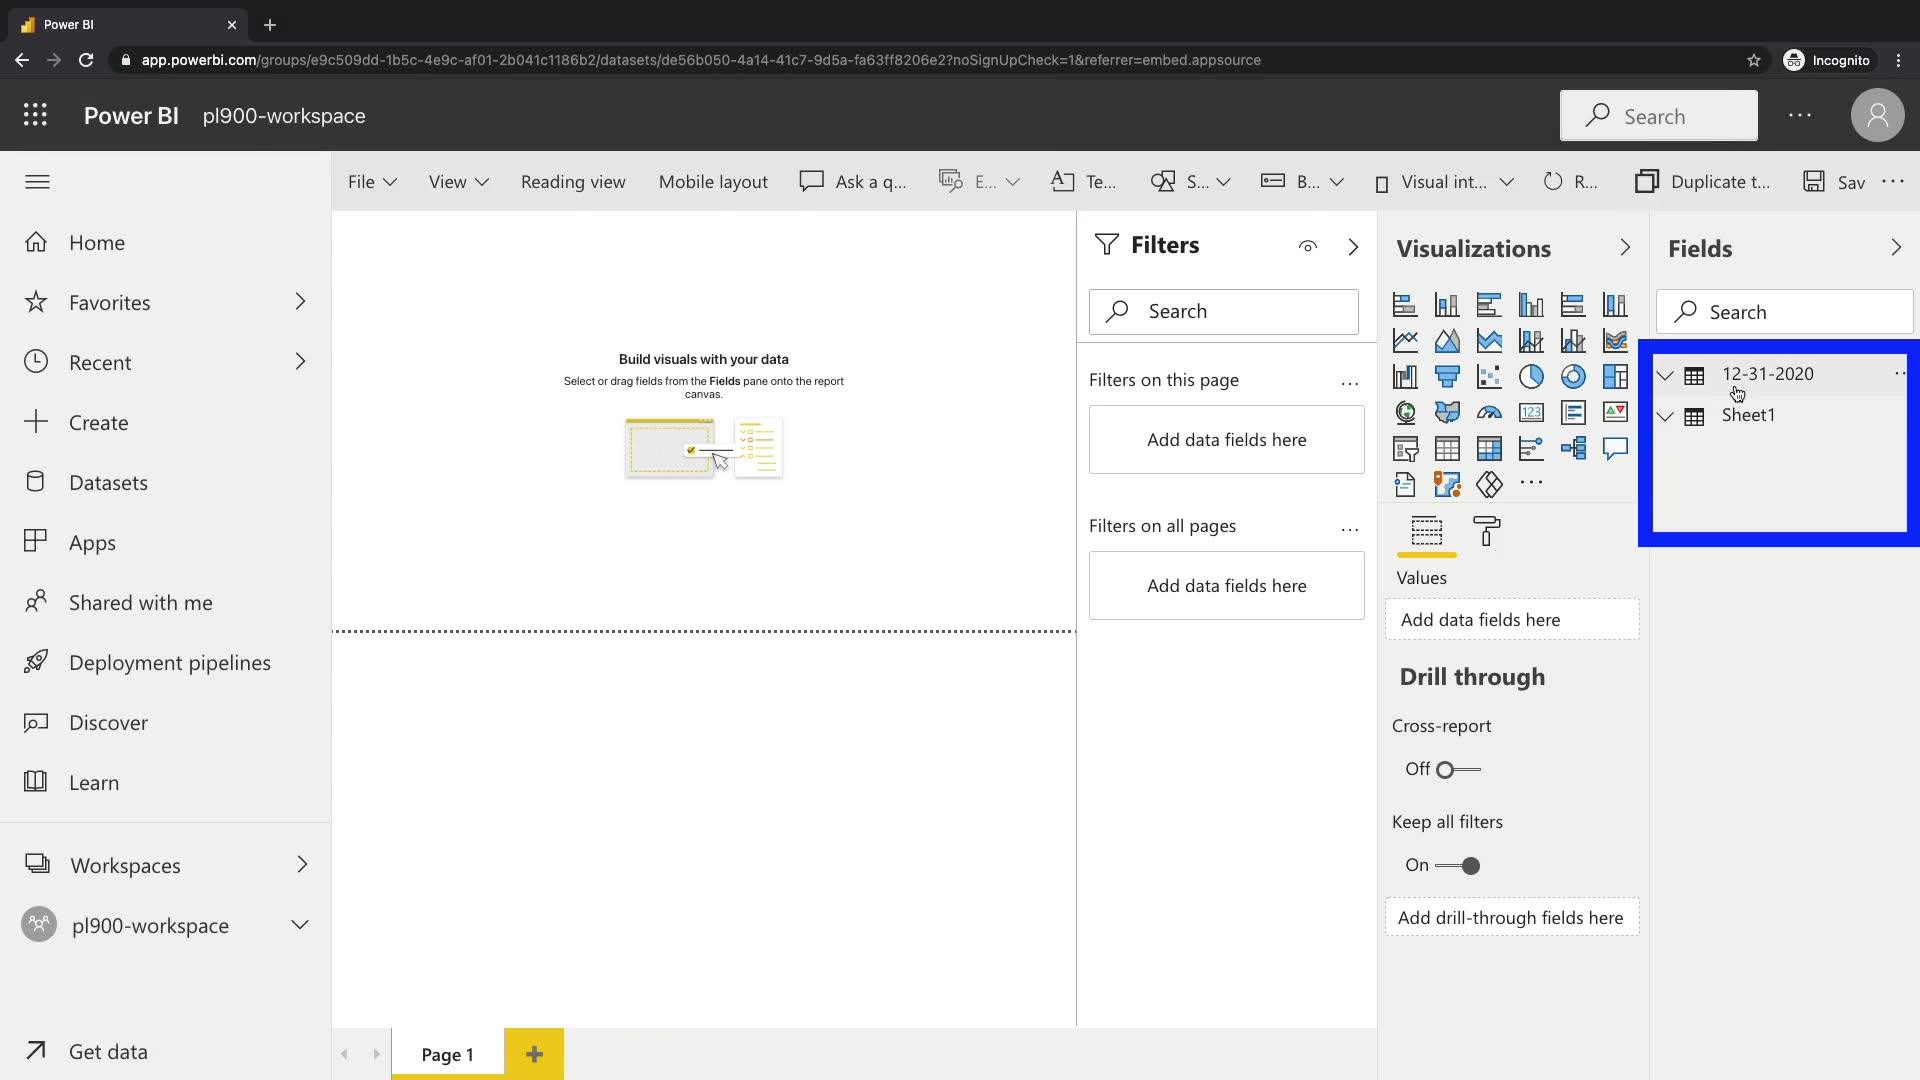 Power BI
app.powerbi.com/groups/e9c509dd-1b5c-4e9c-af01-2b041c1186b2/datasets/de56b050-4a14-41c7-9d5a-fa63ff8206e2?noSignUpCheck=1&referrer=embed.appsource
Incognito
Power BI pl900-workspace
Search
File
View
Reading view
Mobile layout
Ask a q...
E...
Te...
S...
B...
Visual int...
R...
Duplicate t...
Sav
Home
Favorites
Recent
Create
Datasets
Apps
Shared with me
Deployment pipelines
Discover
Learn
Workspaces
pl900-workspace
Get data
Build visuals with your data
Select or drag fields from the Fields pane onto the report
canvas.
Page 1
Filters
Search
Filters on this page
Add data fields here
Filters on all pages
Add data fields here
Visualizations
123
Values
Add data fields here
Drill through
Cross-report
Off
Keep all filters
On
Add drill-through fields here
Fields
Search
12-31-2020
Sheet1